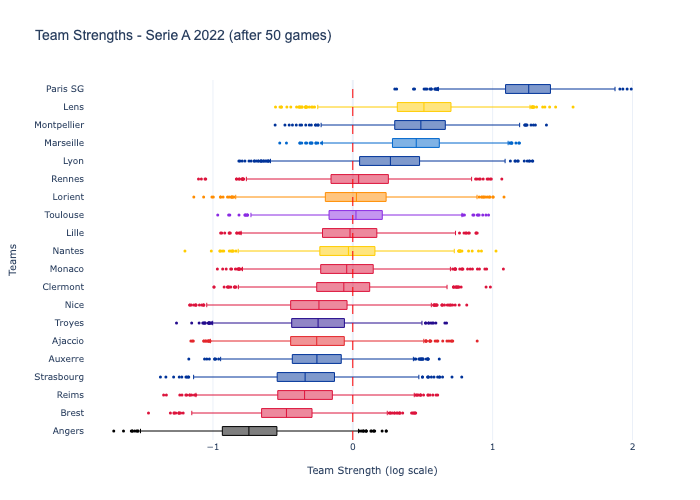 Team Strengths - Serie A 2022 (after 50 games)
Paris SG
Lens
Montpellier
Marseille
Lyon
Rennes
Lorient
Toulouse
Lille
Nantes
Monaco
Clermont
Nice
Troyes
Ajaccio
Auxerre
Strasbourg
Reims
Brest
Angers
Teams
−1 0 1 2
Team Strength (log scale)